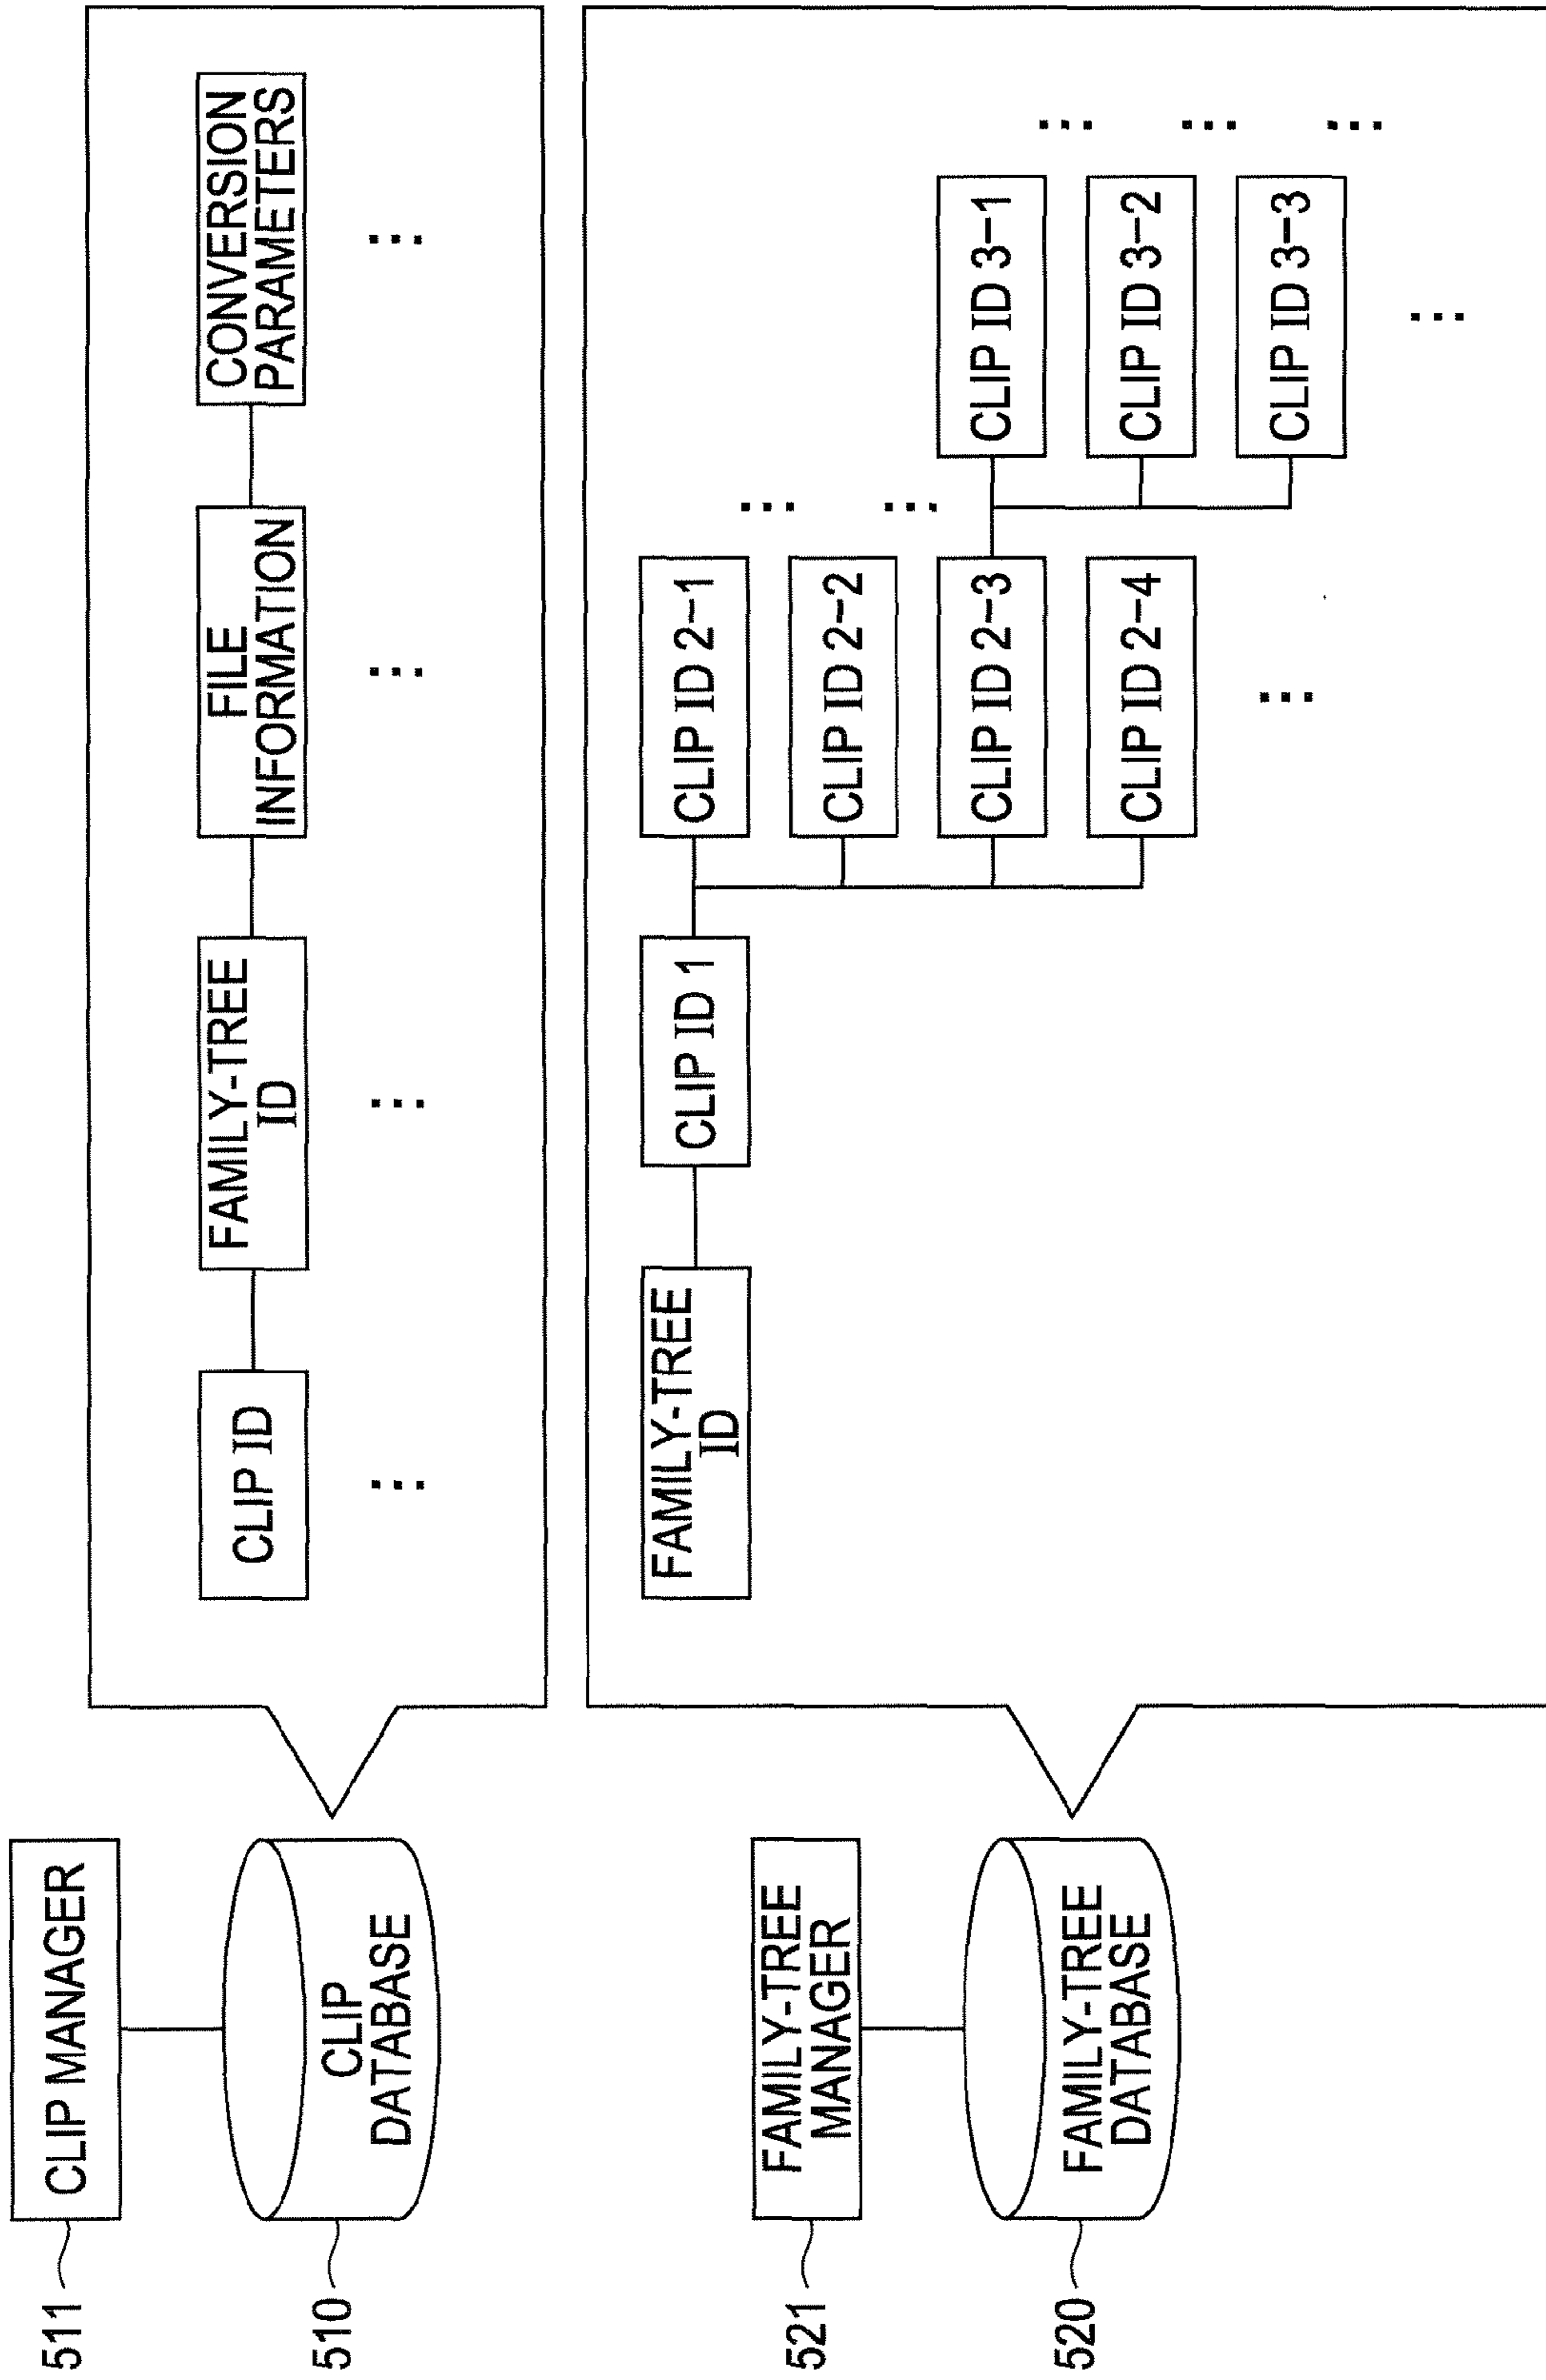 511
CLIP MANAGER
510
CLIP
DATABASE
CLIP ID
FAMILY-TREE
ID
FILE
INFORMATION
CONVERSION
PARAMETERS
...
...
...
...
521
FAMILY-TREE
MANAGER
520
FAMILY-TREE
DATABASE
FAMILY-TREE
ID
CLIP ID 1
CLIP ID 2-1
...
CLIP ID 2-2
...
CLIP ID 2-3
CLIP ID 2-4
...
CLIP ID 3-1
...
CLIP ID 3-2
...
CLIP ID 3-3
...
...